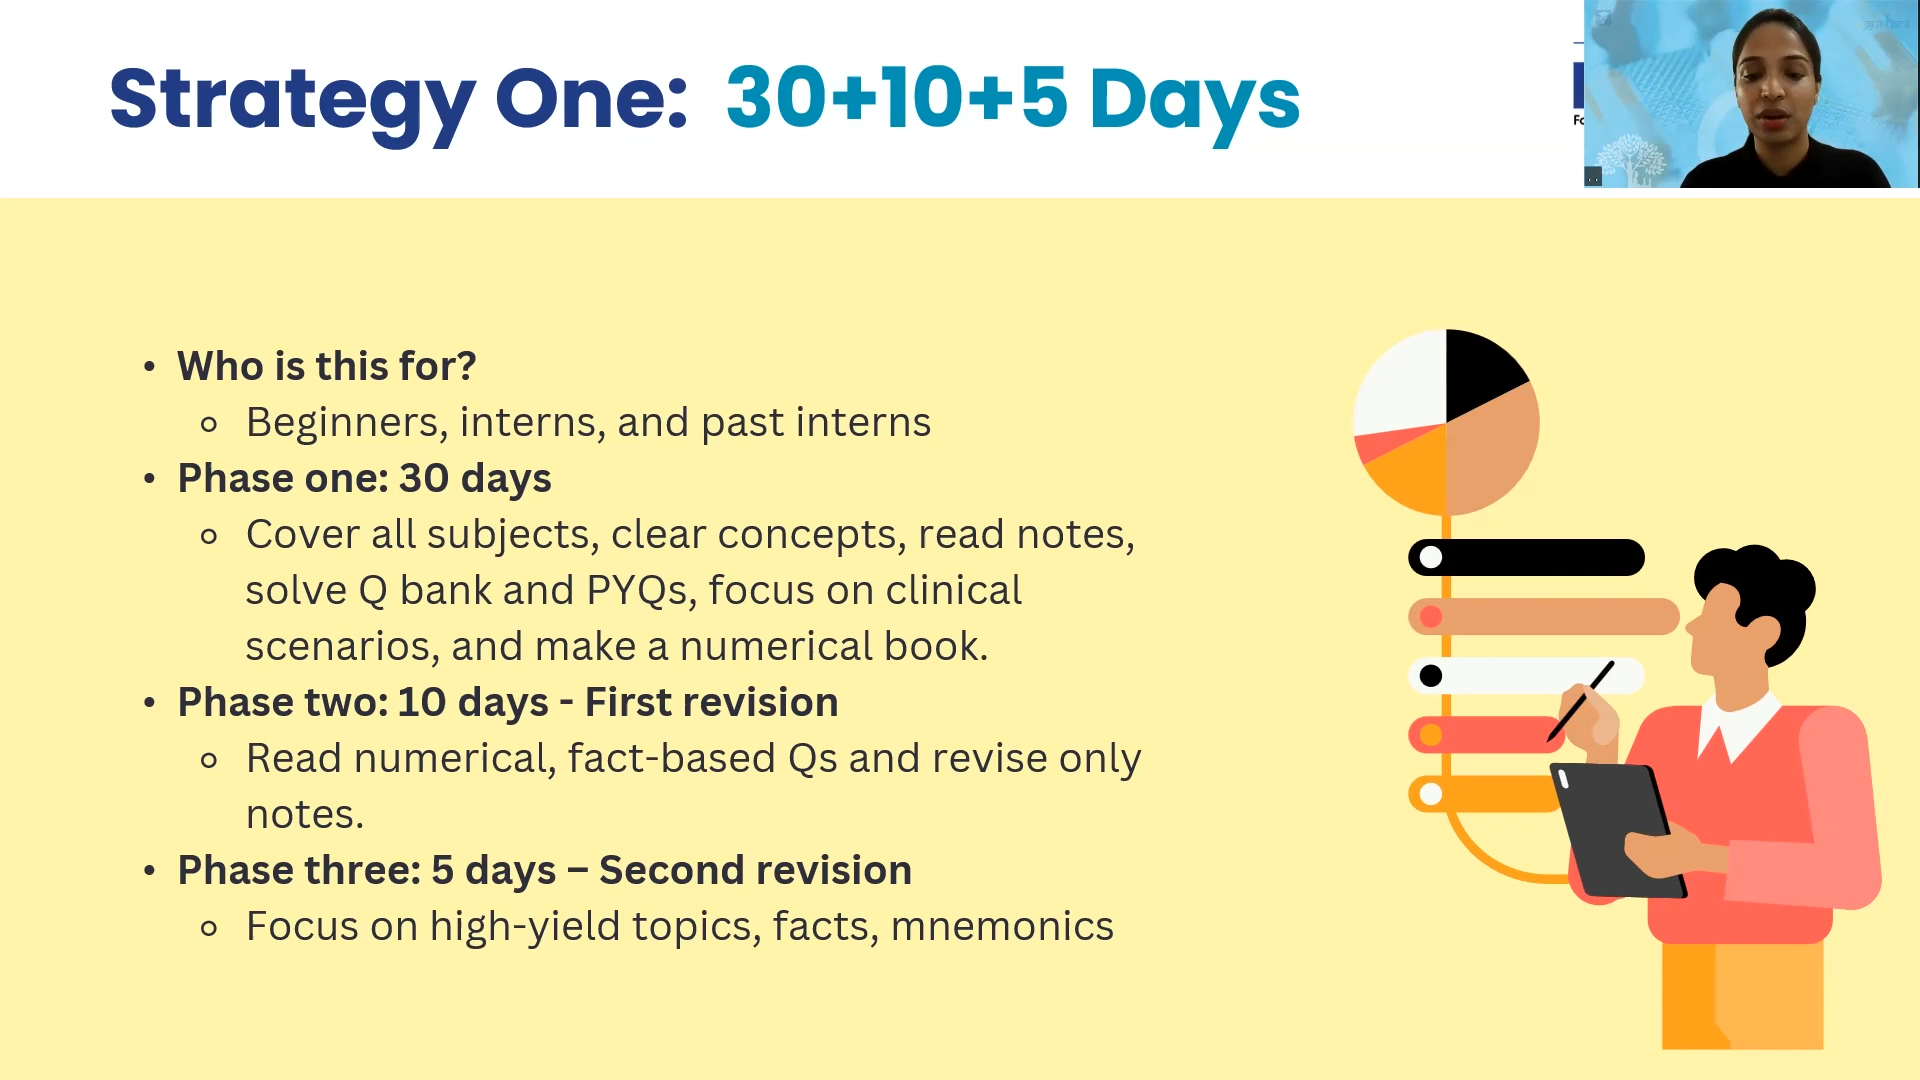 Strategy One: 30+10+5 Days
Fo
• Who is this for?
Beginners, interns, and past interns
• Phase one: 30 days
Cover all subjects, clear concepts, read notes,
solve Q bank and PYQs, focus on clinical
scenarios, and make a numerical book.
• Phase two: 10 days - First revision
Read numerical, fact-based Qs and revise only
notes.
• Phase three: 5 days – Second revision
Focus on high-yield topics, facts, mnemonics